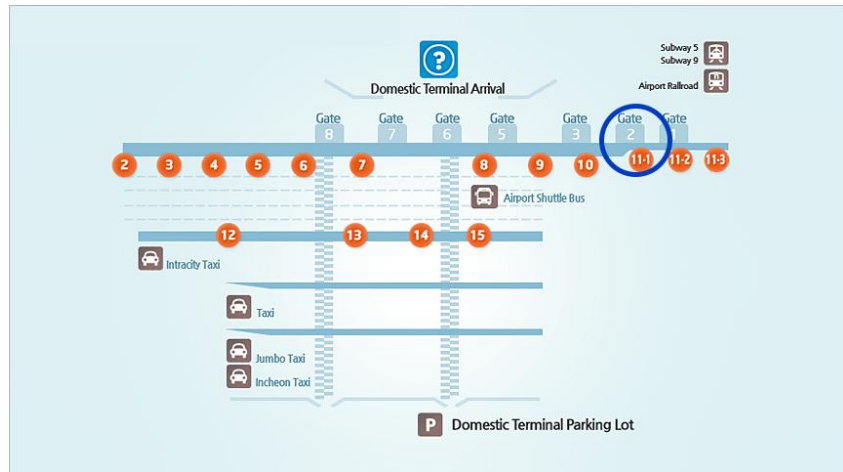 Subway 5
Subway 9
Airport Railroad
?
Domestic Terminal Arrival
Gate 8
Gate 7
Gate 6
Gate 5
Gate 3
Gate 2
Gate 1
2 3 4 5 6 7 8 9 10 11-1 11-2 11-3
Airport Shuttle Bus
12 13 14 15
Intracity Taxi
Taxi
Jumbo Taxi
Incheon Taxi
P Domestic Terminal Parking Lot